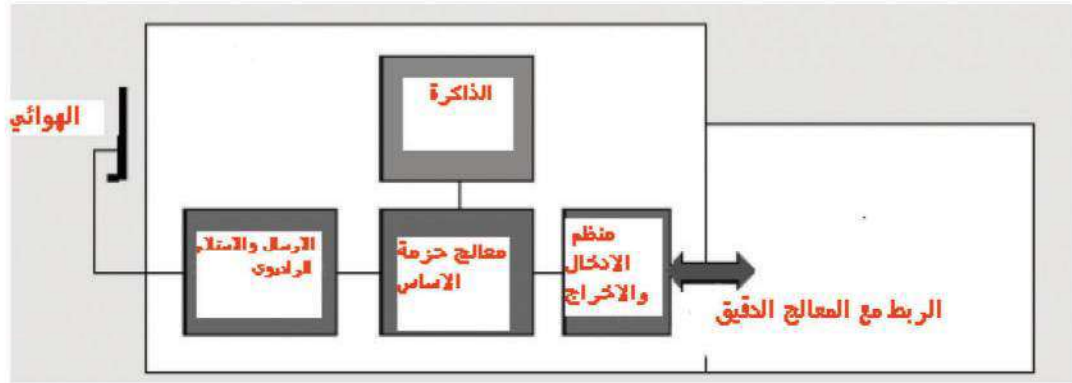 الذاكرة
الهوائي
الارسال والاستلام
الراديوي
معالج حزمة
الاساس
منظم
الادخال
والاخراج
الربط مع المعالج الدقيق